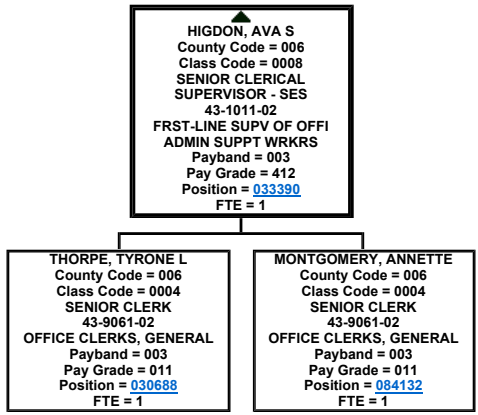 HIGDON, AVA S
County Code = 006
Class Code = 0008
SENIOR CLERICAL
SUPERVISOR - SES
43-1011-02
FRST-LINE SUPV OF OFFI
ADMIN SUPPT WRKRS
Payband = 003
Pay Grade = 412
Position = 033390
FTE = 1
THORPE, TYRONE L
County Code = 006
Class Code = 0004
SENIOR CLERK
43-9061-02
OFFICE CLERKS, GENERAL
Payband = 003
Pay Grade = 011
Position = 030688
FTE = 1
MONTGOMERY, ANNETTE
County Code = 006
Class Code = 0004
SENIOR CLERK
43-9061-02
OFFICE CLERKS, GENERAL
Payband = 003
Pay Grade = 011
Position = 084132
FTE = 1